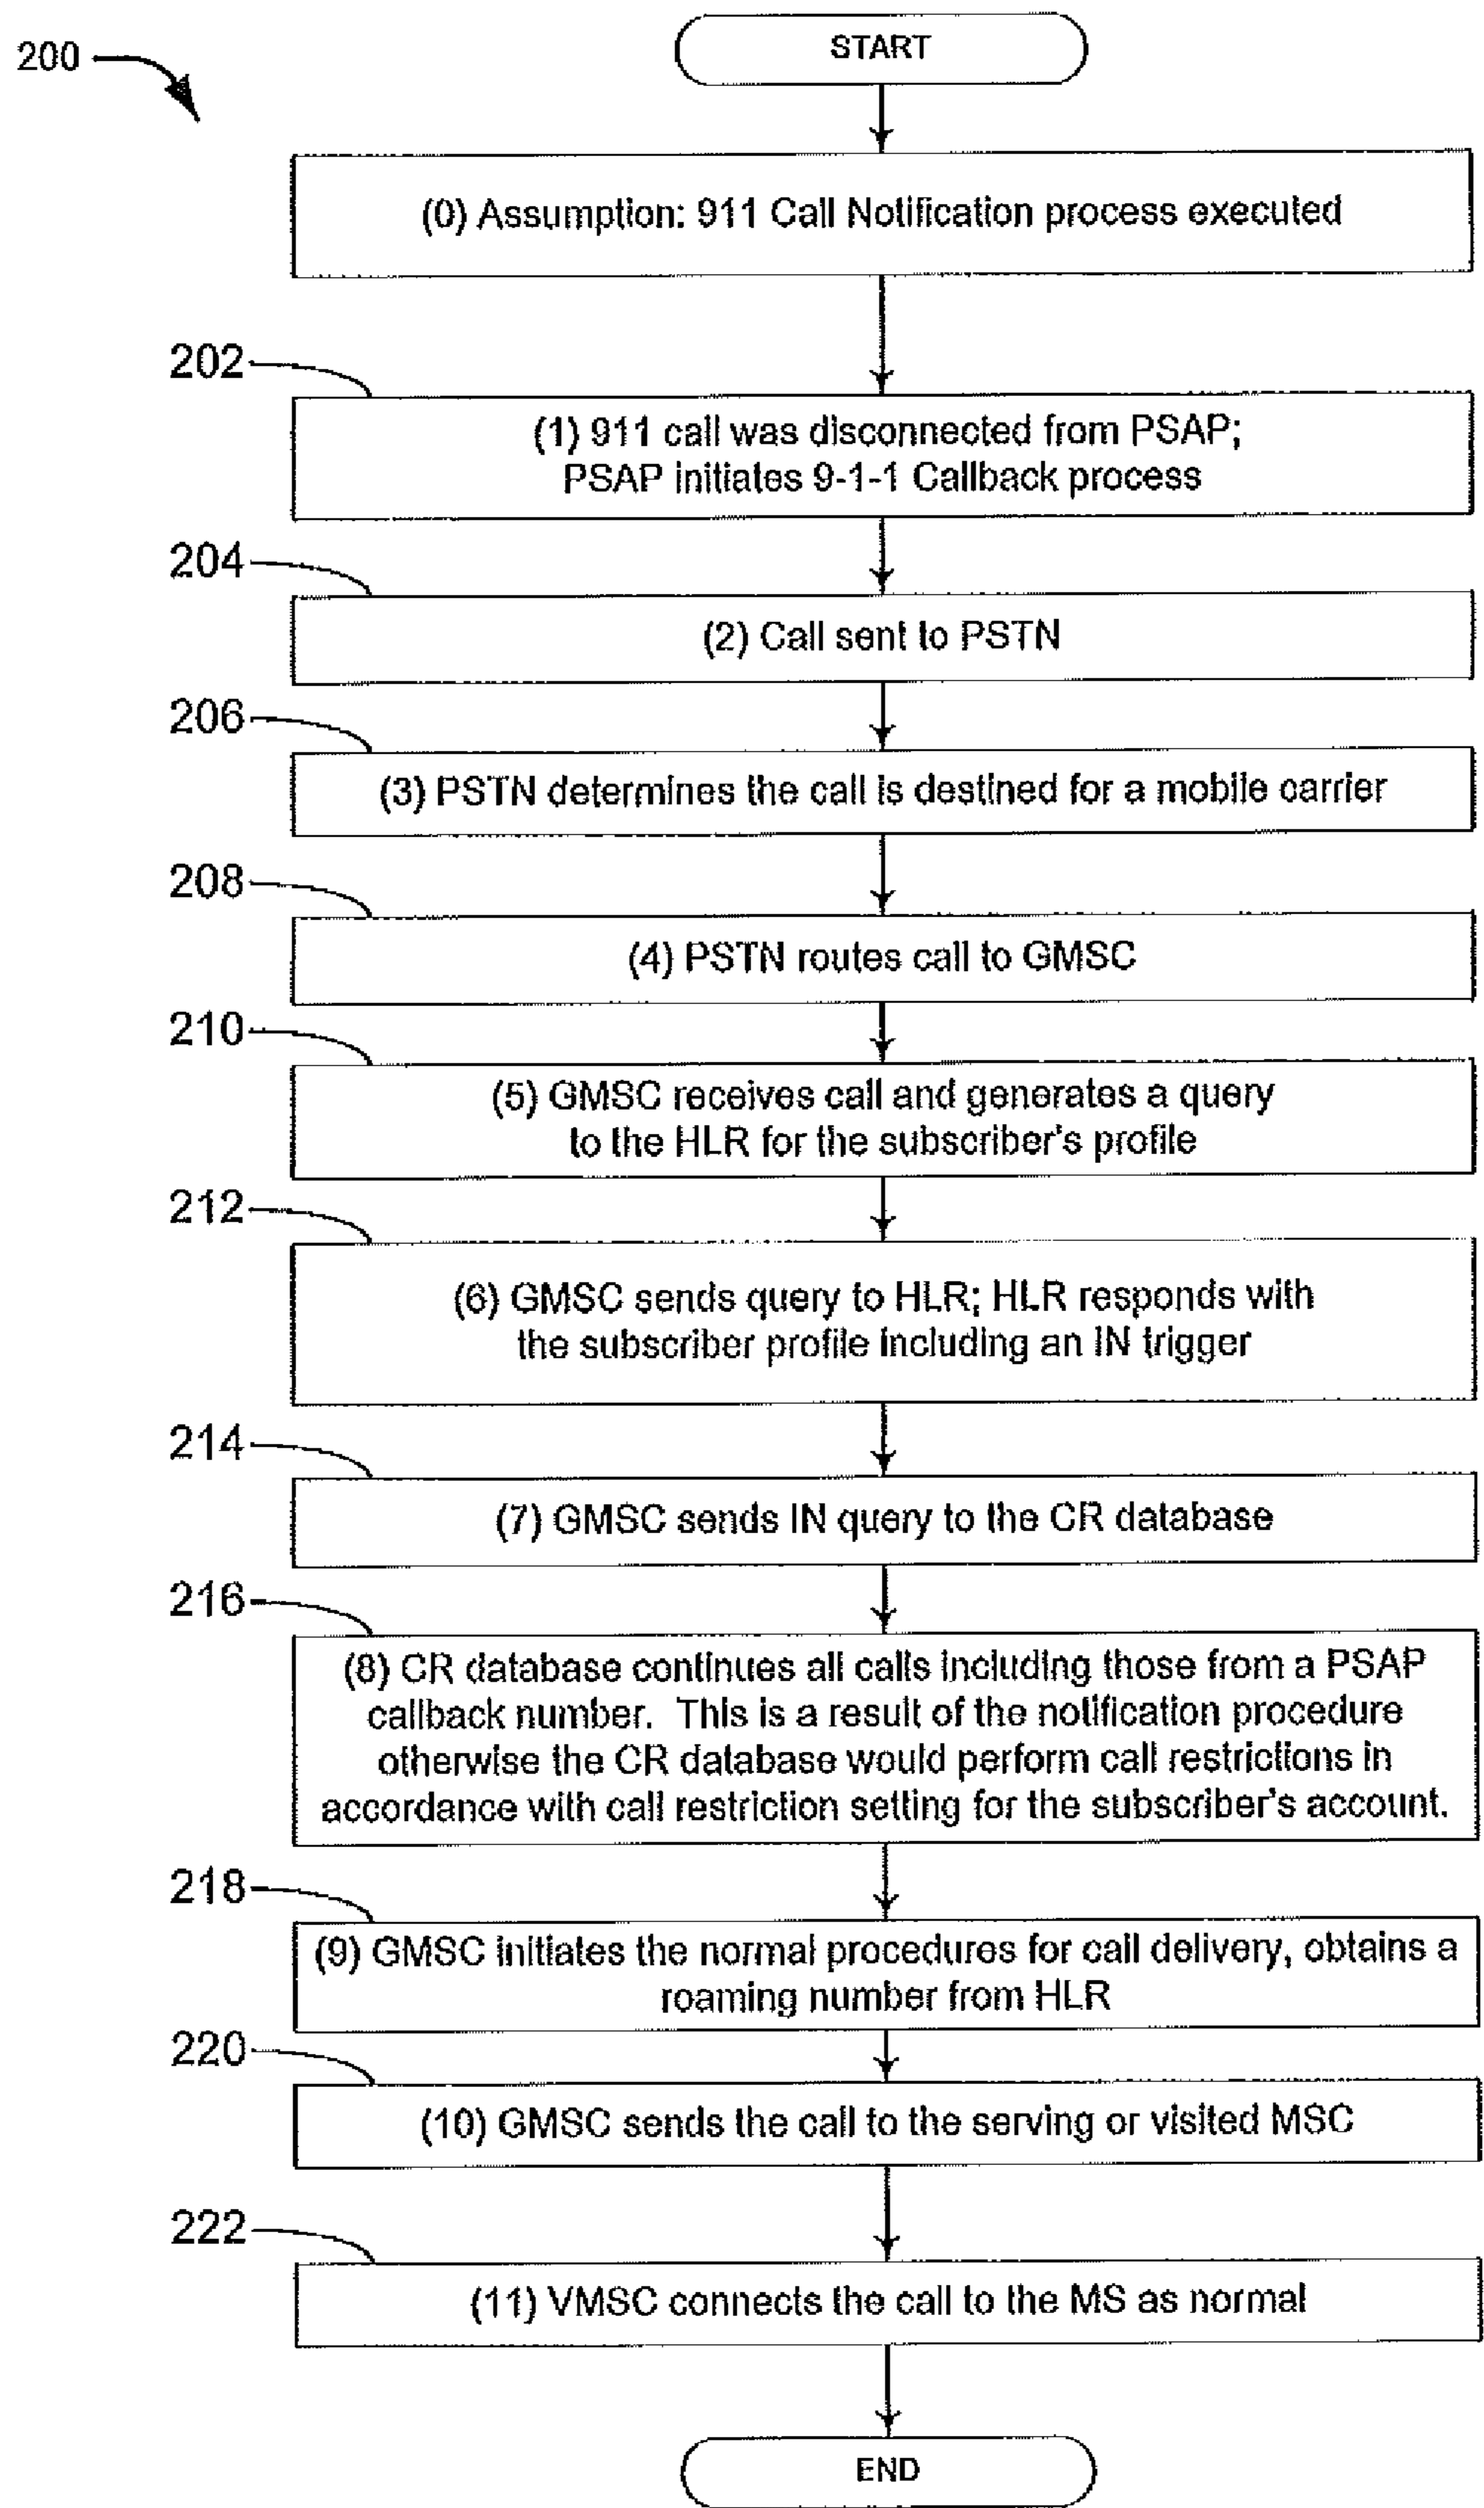 200
START
(0) Assumption: 911 Call Notification process executed
202
(1) 911 call was disconnected from PSAP;
PSAP initiates 9-1-1 Callback process
204
(2) Call sent to PSTN
206
(3) PSTN determines the call is destined for a mobile carrier
208
(4) PSTN routes call to GMSC
210
(5) GMSC receives call and generates a query
to the HLR for the subscriber's profile
212
(6) GMSC sends query to HLR; HLR responds with
the subscriber profile including an IN trigger
214
(7) GMSC sends IN query to the CR database
216
(8) CR database continues all calls including those from a PSAP
callback number. This is a result of the notification procedure
otherwise the CR database would perform call restrictions in
accordance with call restriction setting for the subscriber's account.
218
(9) GMSC initiates the normal procedures for call delivery, obtains a
roaming number from HLR
220
(10) GMSC sends the call to the serving or visited MSC
222
(11) VMSC connects the call to the MS as normal
END